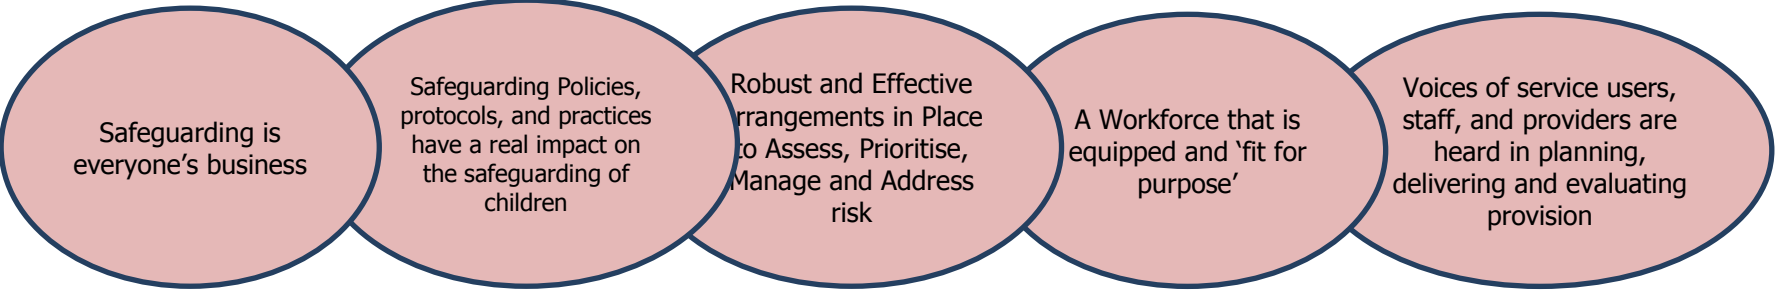 Safeguarding is
everyone’s business
Safeguarding Policies,
protocols, and practices
have a real impact on
the safeguarding of
children
Robust and Effective
rrangements in Place
to Assess, Prioritise,
Manage and Address
risk
A Workforce that is
equipped and ‘fit for
purpose’
Voices of service users,
staff, and providers are
heard in planning,
delivering and evaluating
provision